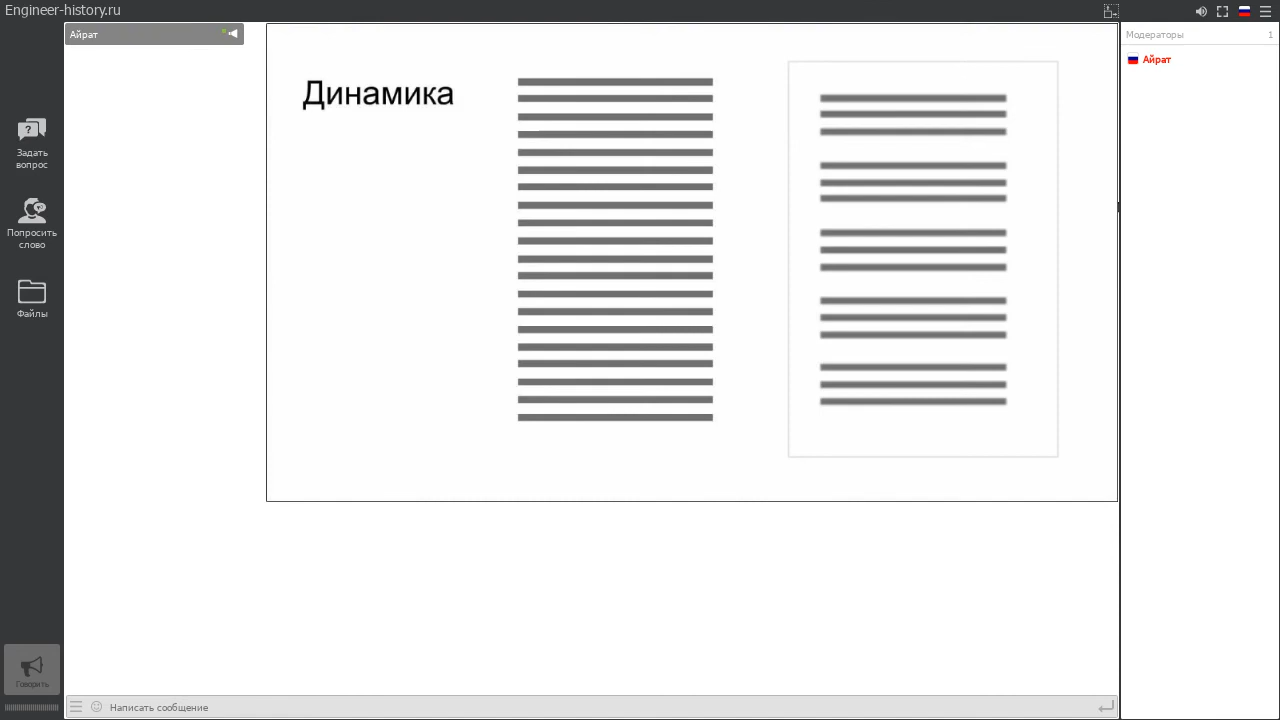 Engineer-history.ru
Айрат
Модераторы 1
Айрат
Динамика
Задать
вопрос
Попросить
слово
Файлы
Говорить
Написать сообщение